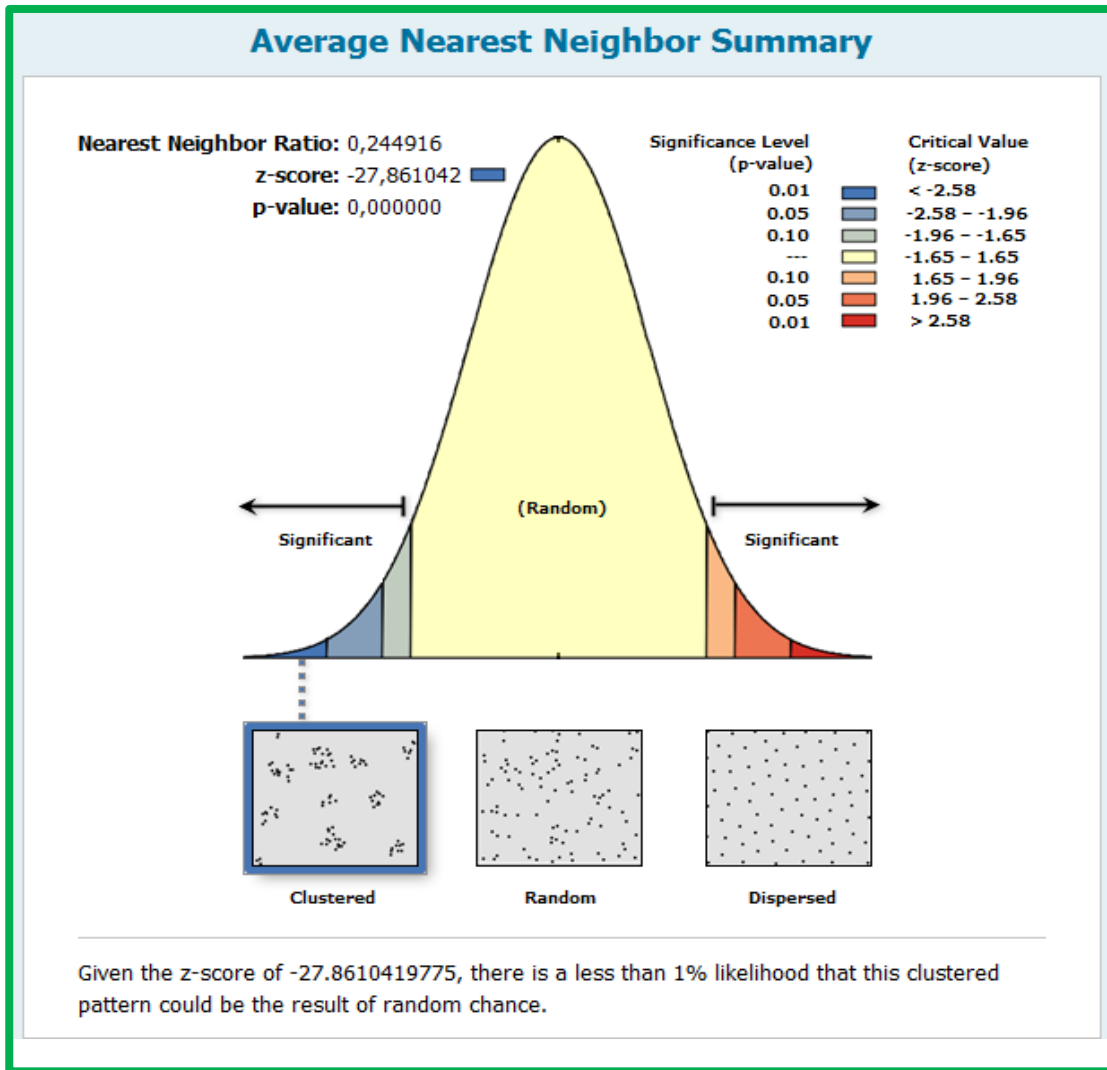 Average Nearest Neighbor Summary
Nearest Neighbor Ratio: 0,244916
z-score: -27,861042
p-value: 0,000000
Significance Level (p-value)
Critical Value (z-score)
0.01 < -2.58
0.05 -2.58 – -1.96
0.10 -1.96 – -1.65
--- -1.65 – 1.65
0.10 1.65 – 1.96
0.05 1.96 – 2.58
0.01 > 2.58
(Random)
Significant
Significant
Clustered
Random
Dispersed
Given the z-score of -27.8610419775, there is a less than 1% likelihood that this clustered
pattern could be the result of random chance.